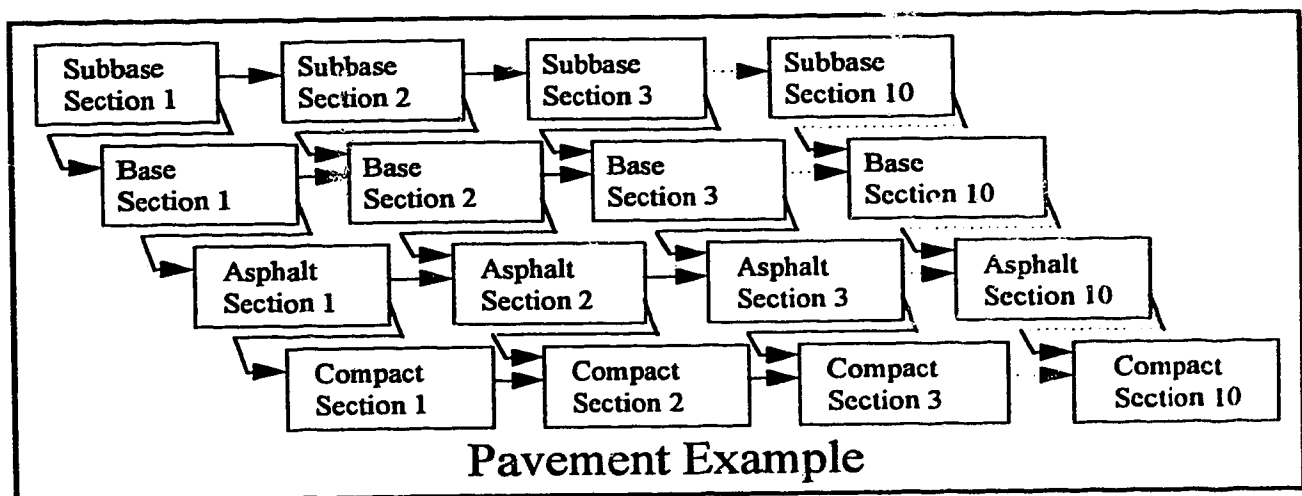 Subbase
Section 1
Subbase
Section 2
Subbase
Section 3
Subbase
Section 10
Base
Section 1
Base
Section 2
Base
Section 3
Base
Section 10
Asphalt
Section 1
Asphalt
Section 2
Asphalt
Section 3
Asphalt
Section 10
Compact
Section 1
Compact
Section 2
Compact
Section 3
Compact
Section 10
Pavement Example